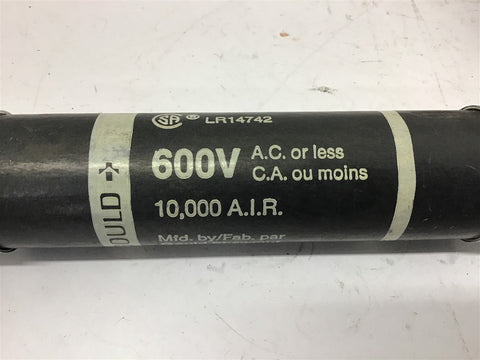 ® LR14742
600V A.C. or less
C.A. ou moins
10,000 A.I.R.
Mfd. by/Fab. par
OULD